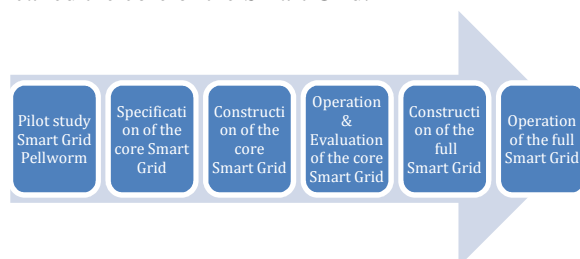 Pilot study
Smart Grid
Pellworm
Specificati
on of the
core Smart
Grid
Constructi
on of the
core
Smart Grid
Operation
&
Evaluation
of the core
Smart Grid
Constructi
on of the
full
Smart Grid
Operation
of the full
Smart Grid